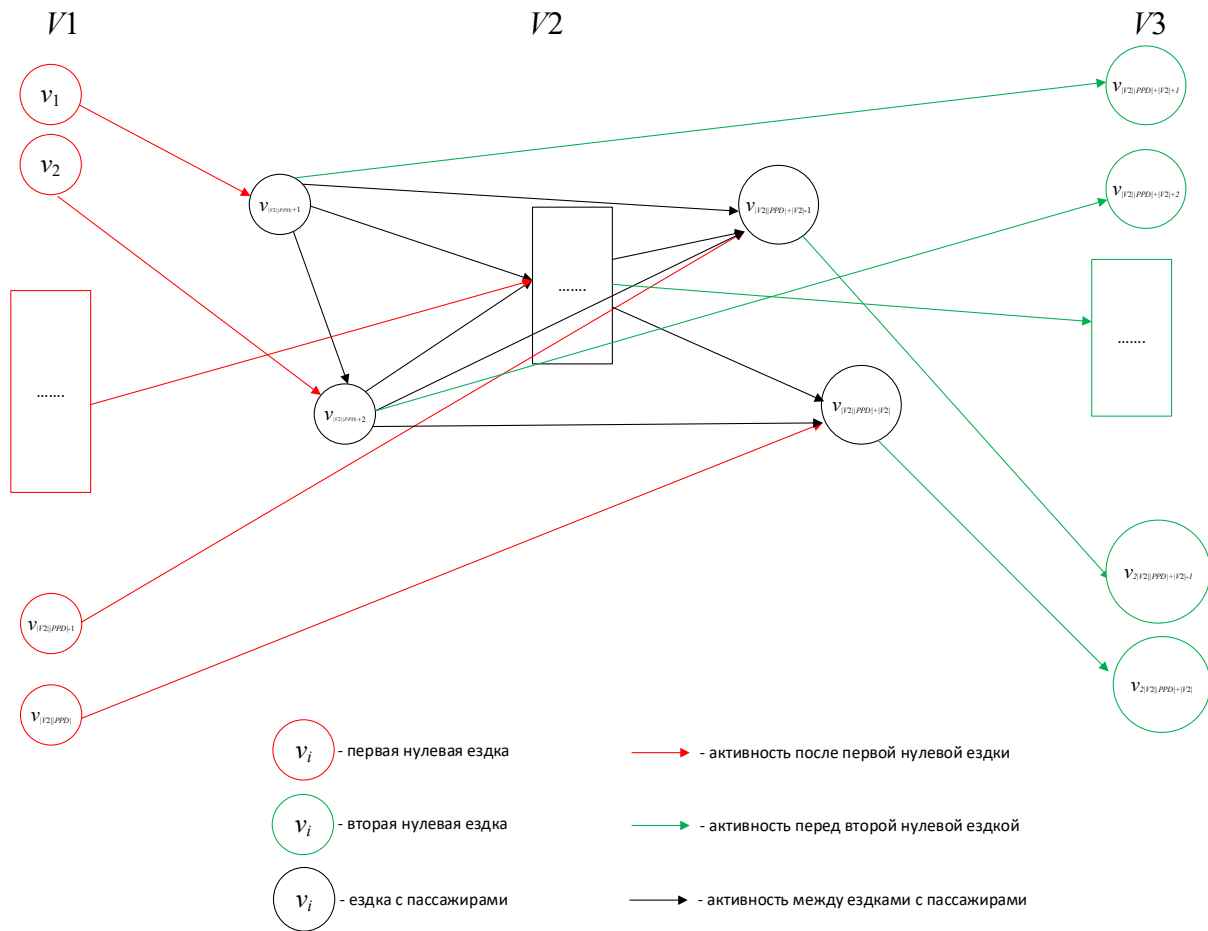 V1 V2 V3
v1
v2
.......
v|V2||PPD|-1
v|V2||PPD|
v|V2||PPD|+1
v|V2||PPD|+2
.......
v|V2||PPD|+|V2|-1
v|V2||PPD|+|V2|
v|V2||PPD|+|V2|+1
v|V2||PPD|+|V2|+2
.......
v2|V2||PPD|+|V2|-1
v2|V2||PPD|+|V2|
vi - первая нулевая ездка
- активность после первой нулевой ездки
vi - вторая нулевая ездка
- активность перед второй нулевой ездкой
vi - ездка с пассажирами
- активность между ездками с пассажирами